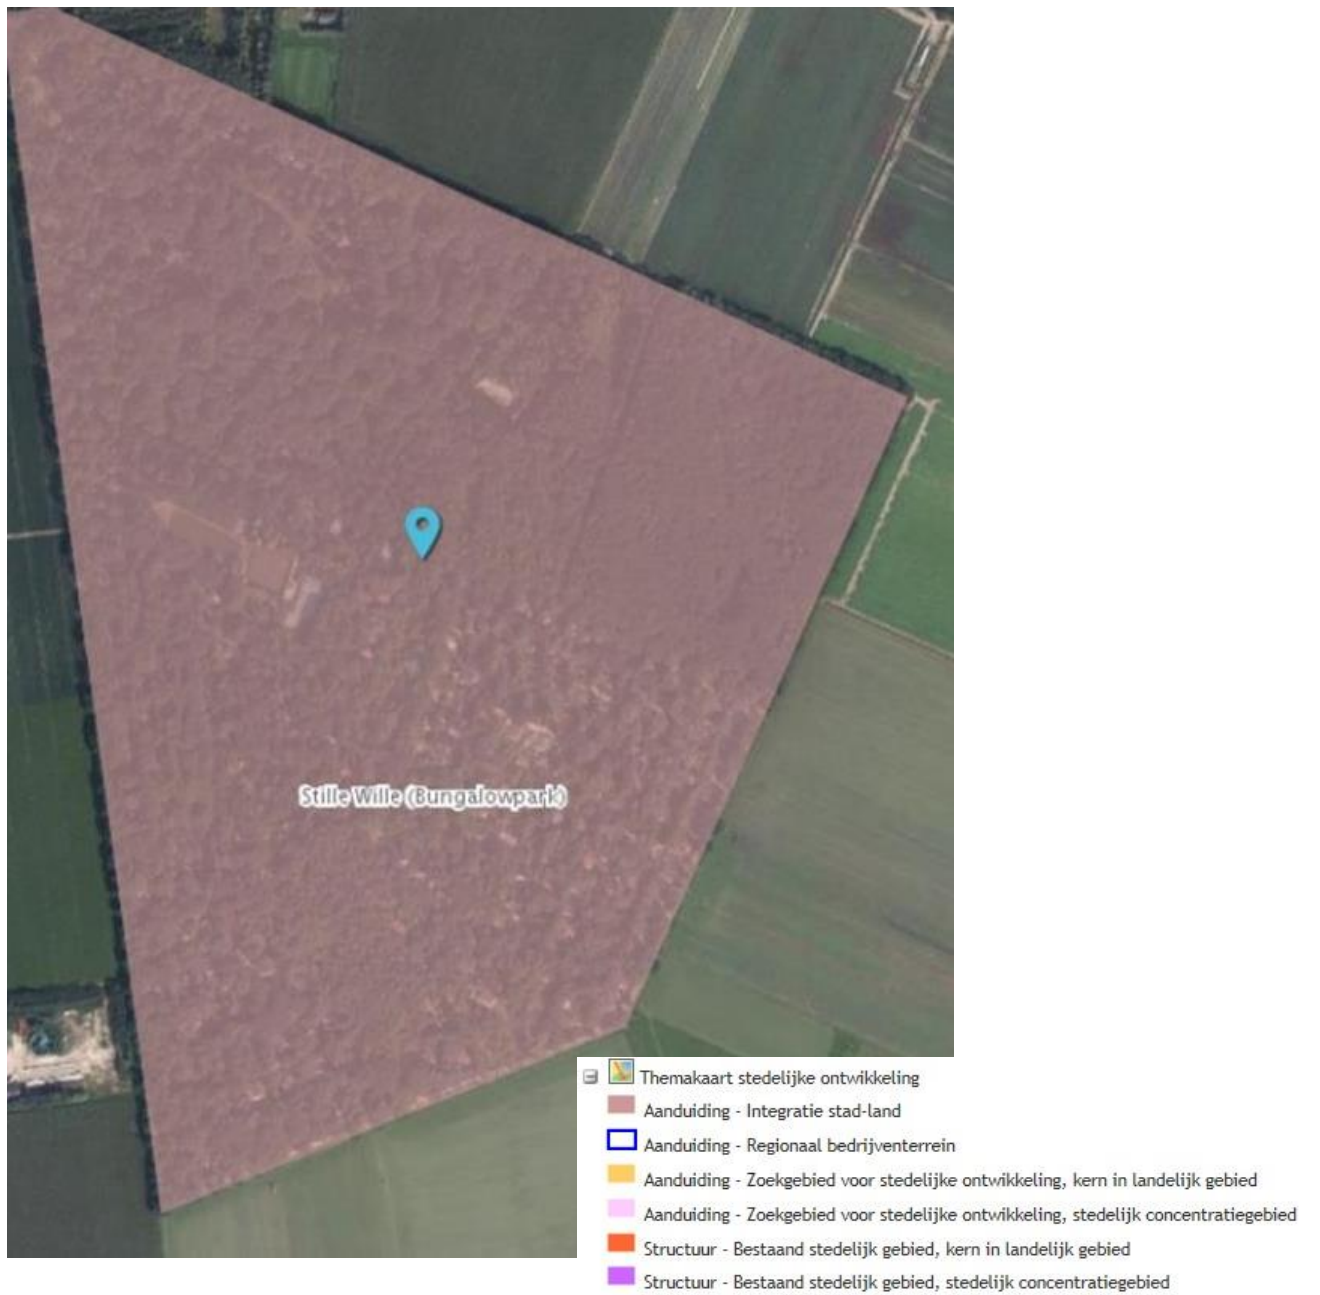 Stille Wille (Bungalowpark)
Themakaart stedelijke ontwikkeling
Aanduiding - Integratie stad-land
Aanduiding - Regionaal bedrijventerrein
Aanduiding - Zoekgebied voor stedelijke ontwikkeling, kern in landelijk gebied
Aanduiding - Zoekgebied voor stedelijke ontwikkeling, stedelijk concentratiegebied
Structuur - Bestaand stedelijk gebied, kern in landelijk gebied
Structuur - Bestaand stedelijk gebied, stedelijk concentratiegebied